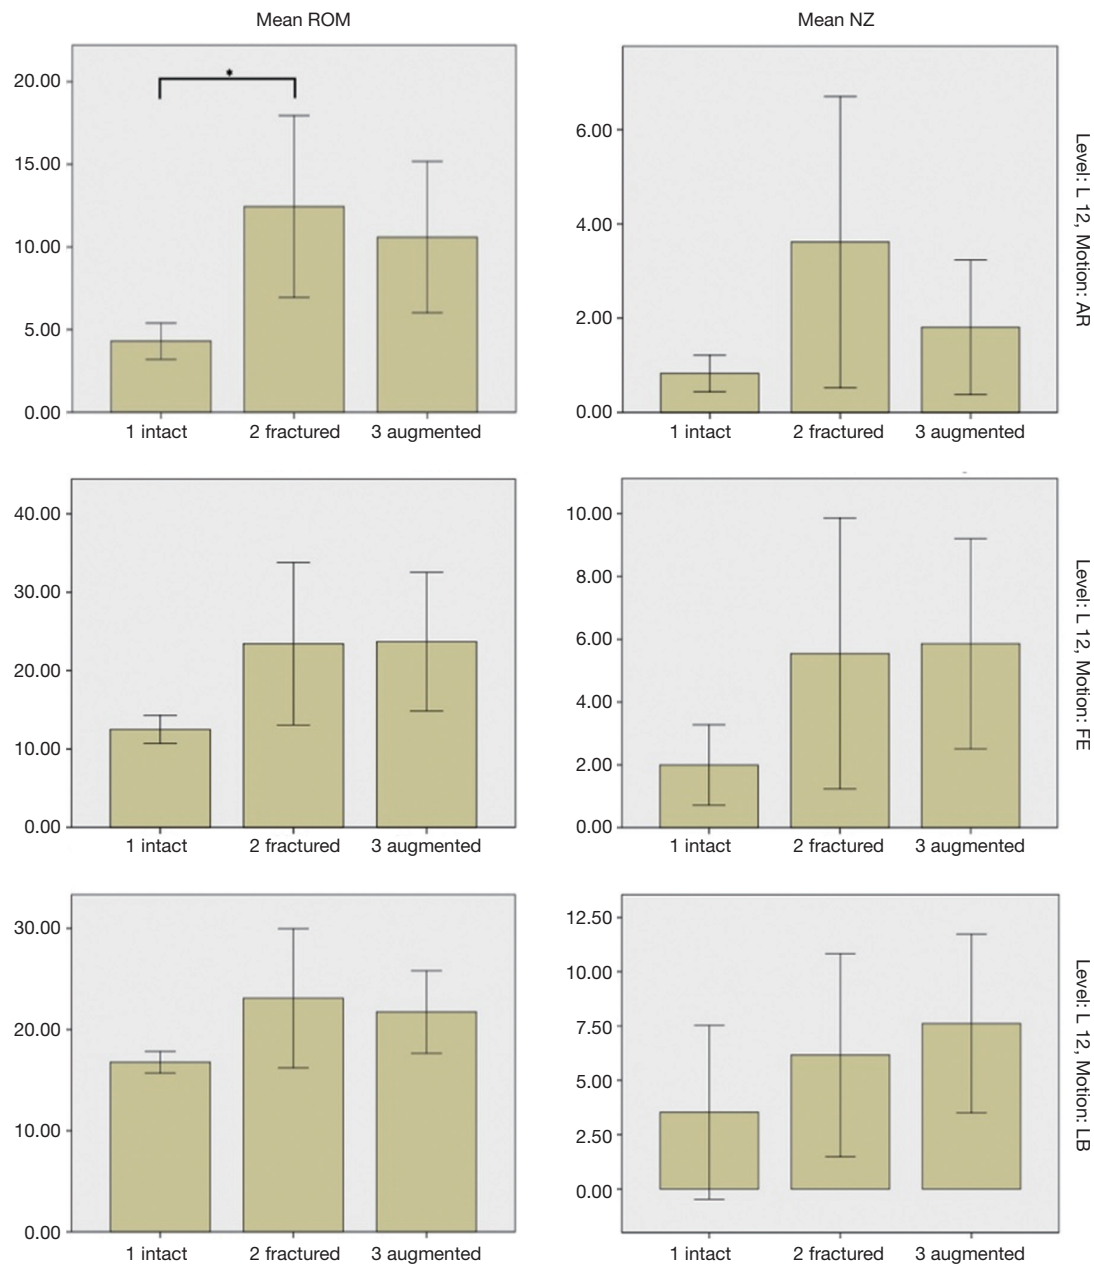 Mean ROM
Mean NZ
20.00
15.00
10.00
5.00
0.00
*
1 intact
2 fractured
3 augmented
6.00
4.00
2.00
0.00
1 intact
2 fractured
3 augmented
Level: L 12, Motion: AR
40.00
30.00
20.00
10.00
0.00
1 intact
2 fractured
3 augmented
10.00
8.00
6.00
4.00
2.00
0.00
1 intact
2 fractured
3 augmented
Level: L 12, Motion: FE
30.00
20.00
10.00
0.00
1 intact
2 fractured
3 augmented
12.50
10.00
7.50
5.00
2.50
0.00
1 intact
2 fractured
3 augmented
Level: L 12, Motion: LB